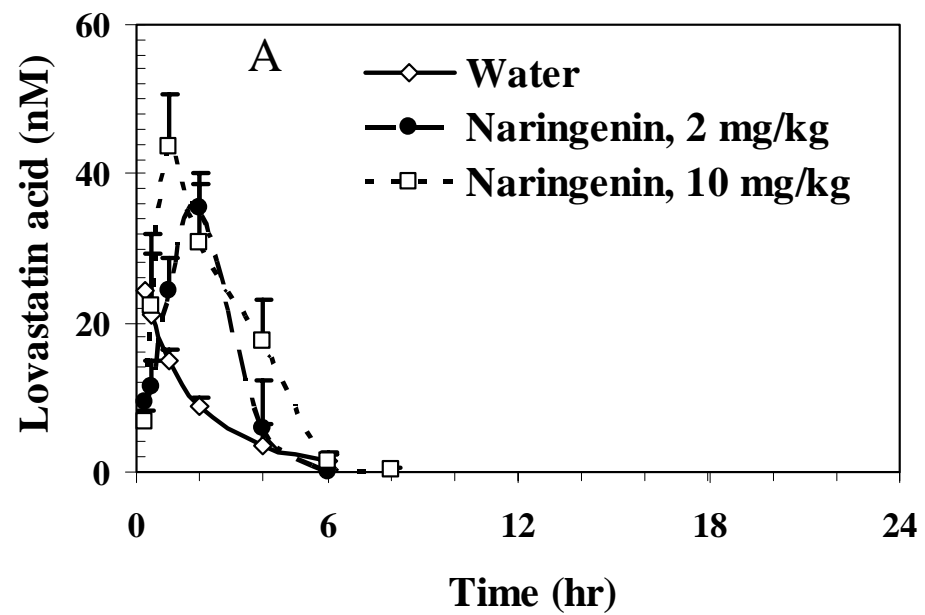 60
A
Water
Naringenin, 2 mg/kg
40
Naringenin, 10 mg/kg
Lovastatin acid (nM)
20
0
0 6 12 18 24
Time (hr)